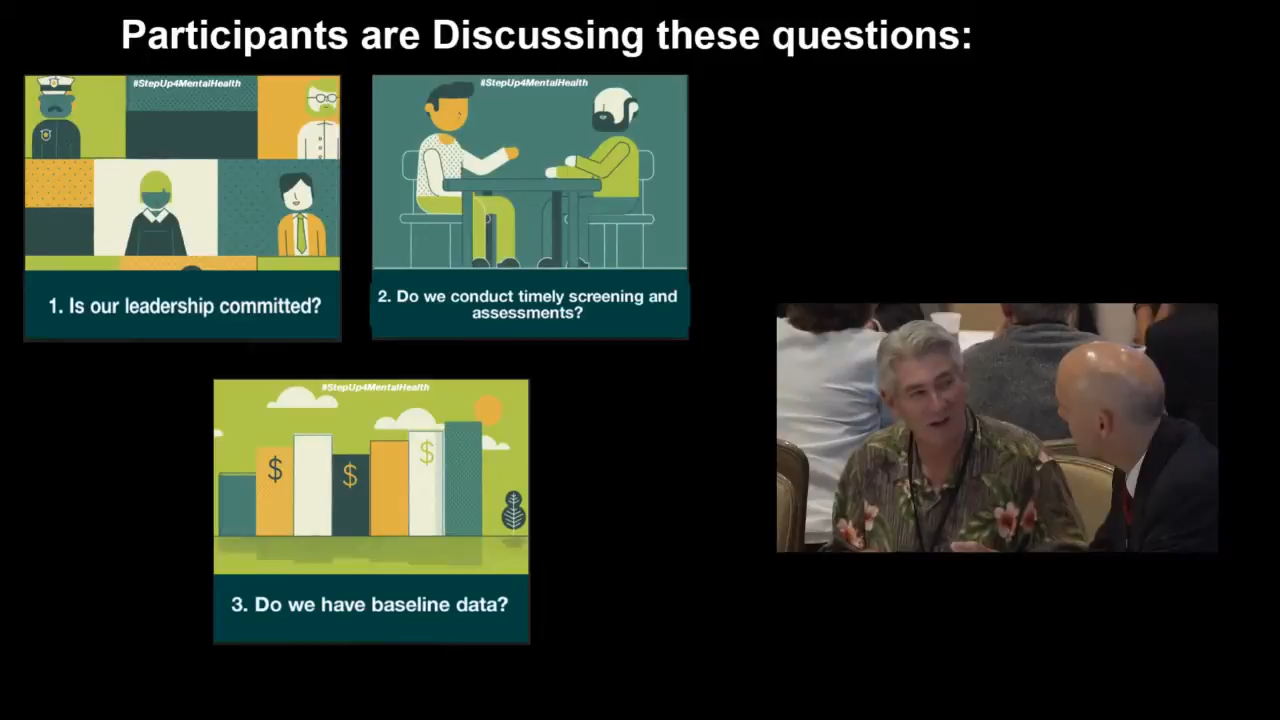 Participants are Discussing these questions:
#StepUp4MentalHealth
1. Is our leadership committed?
#StepUp4MentalHealth
2. Do we conduct timely screening and
assessments?
#StepUp4MentalHealth
$
$
$
3. Do we have baseline data?